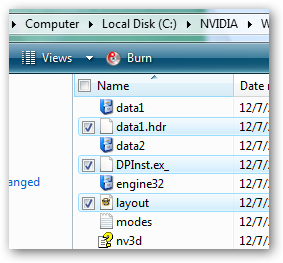 Computer ▸ Local Disk (C:) ▸ NVIDIA ▸
Views Burn
Name Date
data1 12/7/
data1.hdr 12/7/
data2 12/7/
DPInst.ex_ 12/7/
anged engine32 12/7/
layout 12/7/
modes 12/7/
nv3d 12/7/